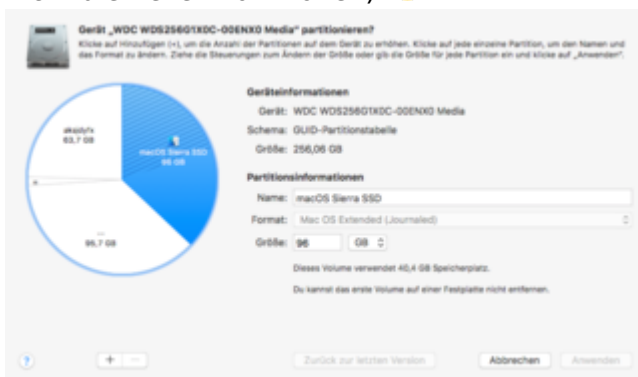 Gerät „WDC WDS256G1X0C-00ENX0 Media“ partitionieren?
Klicke auf Hinzufügen (+), um die Anzahl der Partitionen auf dem Gerät zu erhöhen. Klicke auf jede einzelne Partition, um den Namen und
das Format zu ändern. Ziehe die Steuerungen zum Ändern der Größe oder gib die Größe für jede Partition ein und klicke auf „Anwenden“.
Geräteinformationen
Gerät: WDC WDS256G1X0C-00ENX0 Media
Schema: GUID-Partitionstabelle
Größe: 256,06 GB
63,7 GB
macOS Sierra SSD
96 GB
...
95,7 GB
Partitionsinformationen
Name: macOS Sierra SSD
Format: Mac OS Extended (Journaled)
Größe: 96 GB
Dieses Volume verwendet 40,4 GB Speicherplatz.
Du kannst das erste Volume auf einer Festplatte nicht entfernen.
? + − Zurück zur letzten Version Abbrechen Anwenden